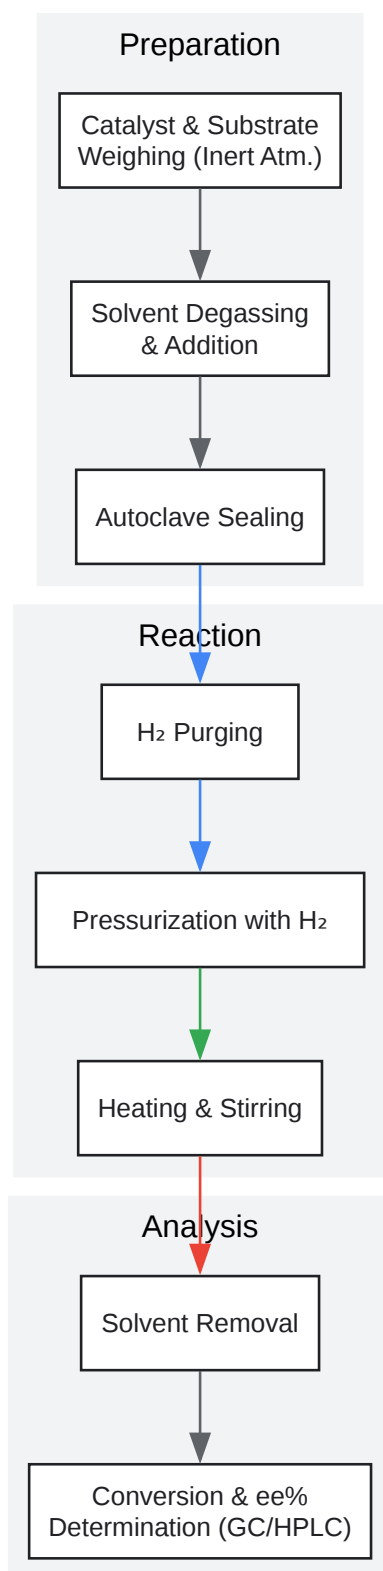 Preparation
Catalyst & Substrate
Weighing (Inert Atm.)
Solvent Degassing
& Addition
Autoclave Sealing
Reaction
H₂ Purging
Pressurization with H₂
Heating & Stirring
Analysis
Solvent Removal
Conversion & ee%
Determination (GC/HPLC)